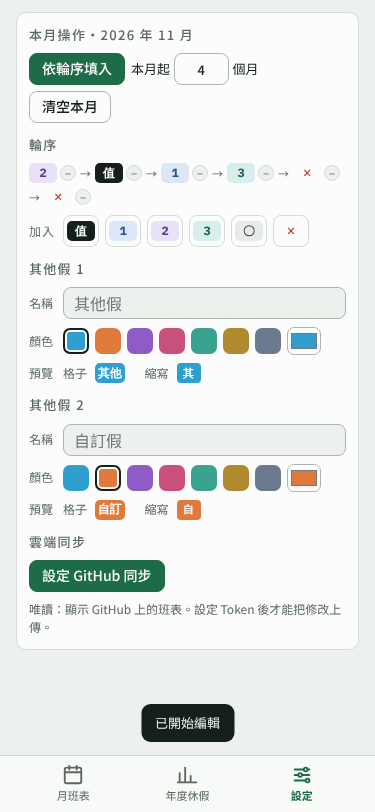 本月操作・2026 年 11 月
依輪序填入 本月起 4 個月
清空本月
輪序
2 − → 值 − → 1 − → 3 − → × −
→ × −
加入 值 1 2 3 〇 ×
其他假 1
名稱 其他假
顏色
預覽 格子 其他 縮寫 其
其他假 2
名稱 自訂假
顏色
預覽 格子 自訂 縮寫 自
雲端同步
設定 GitHub 同步
唯讀：顯示 GitHub 上的班表。設定 Token 後才能把修改上
傳。
已開始編輯
月班表 年度休假 設定